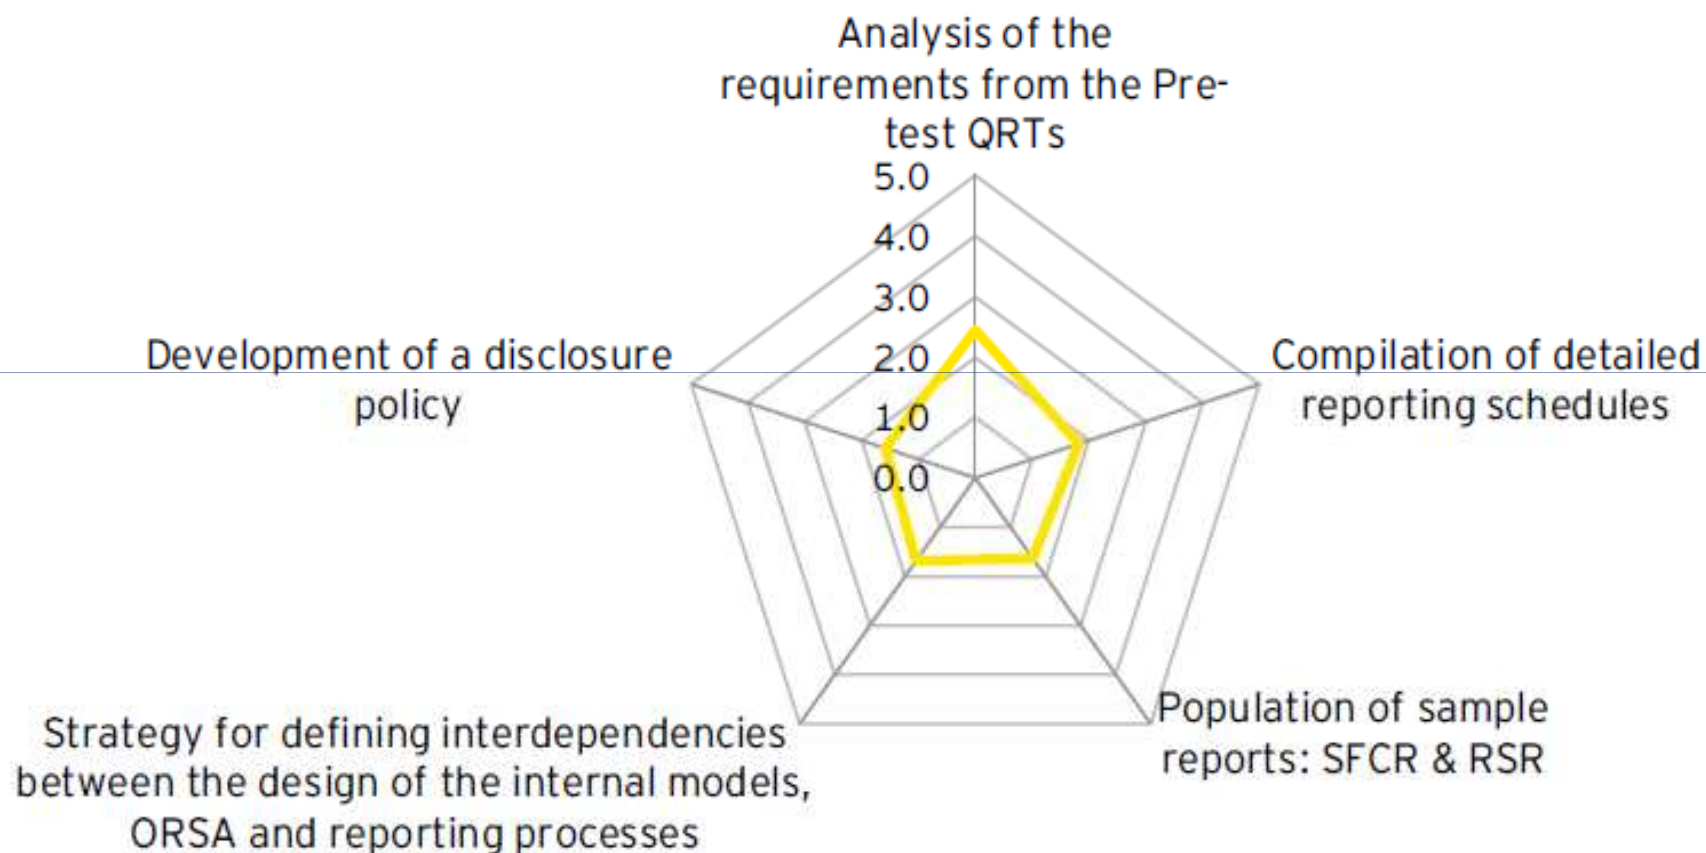 Analysis of the
requirements from the Pre-
test QRTs
5.0
4.0
3.0
2.0
1.0
0.0
Compilation of detailed
reporting schedules
Population of sample
reports: SFCR & RSR
Strategy for defining interdependencies
between the design of the internal models,
ORSA and reporting processes
Development of a disclosure
policy